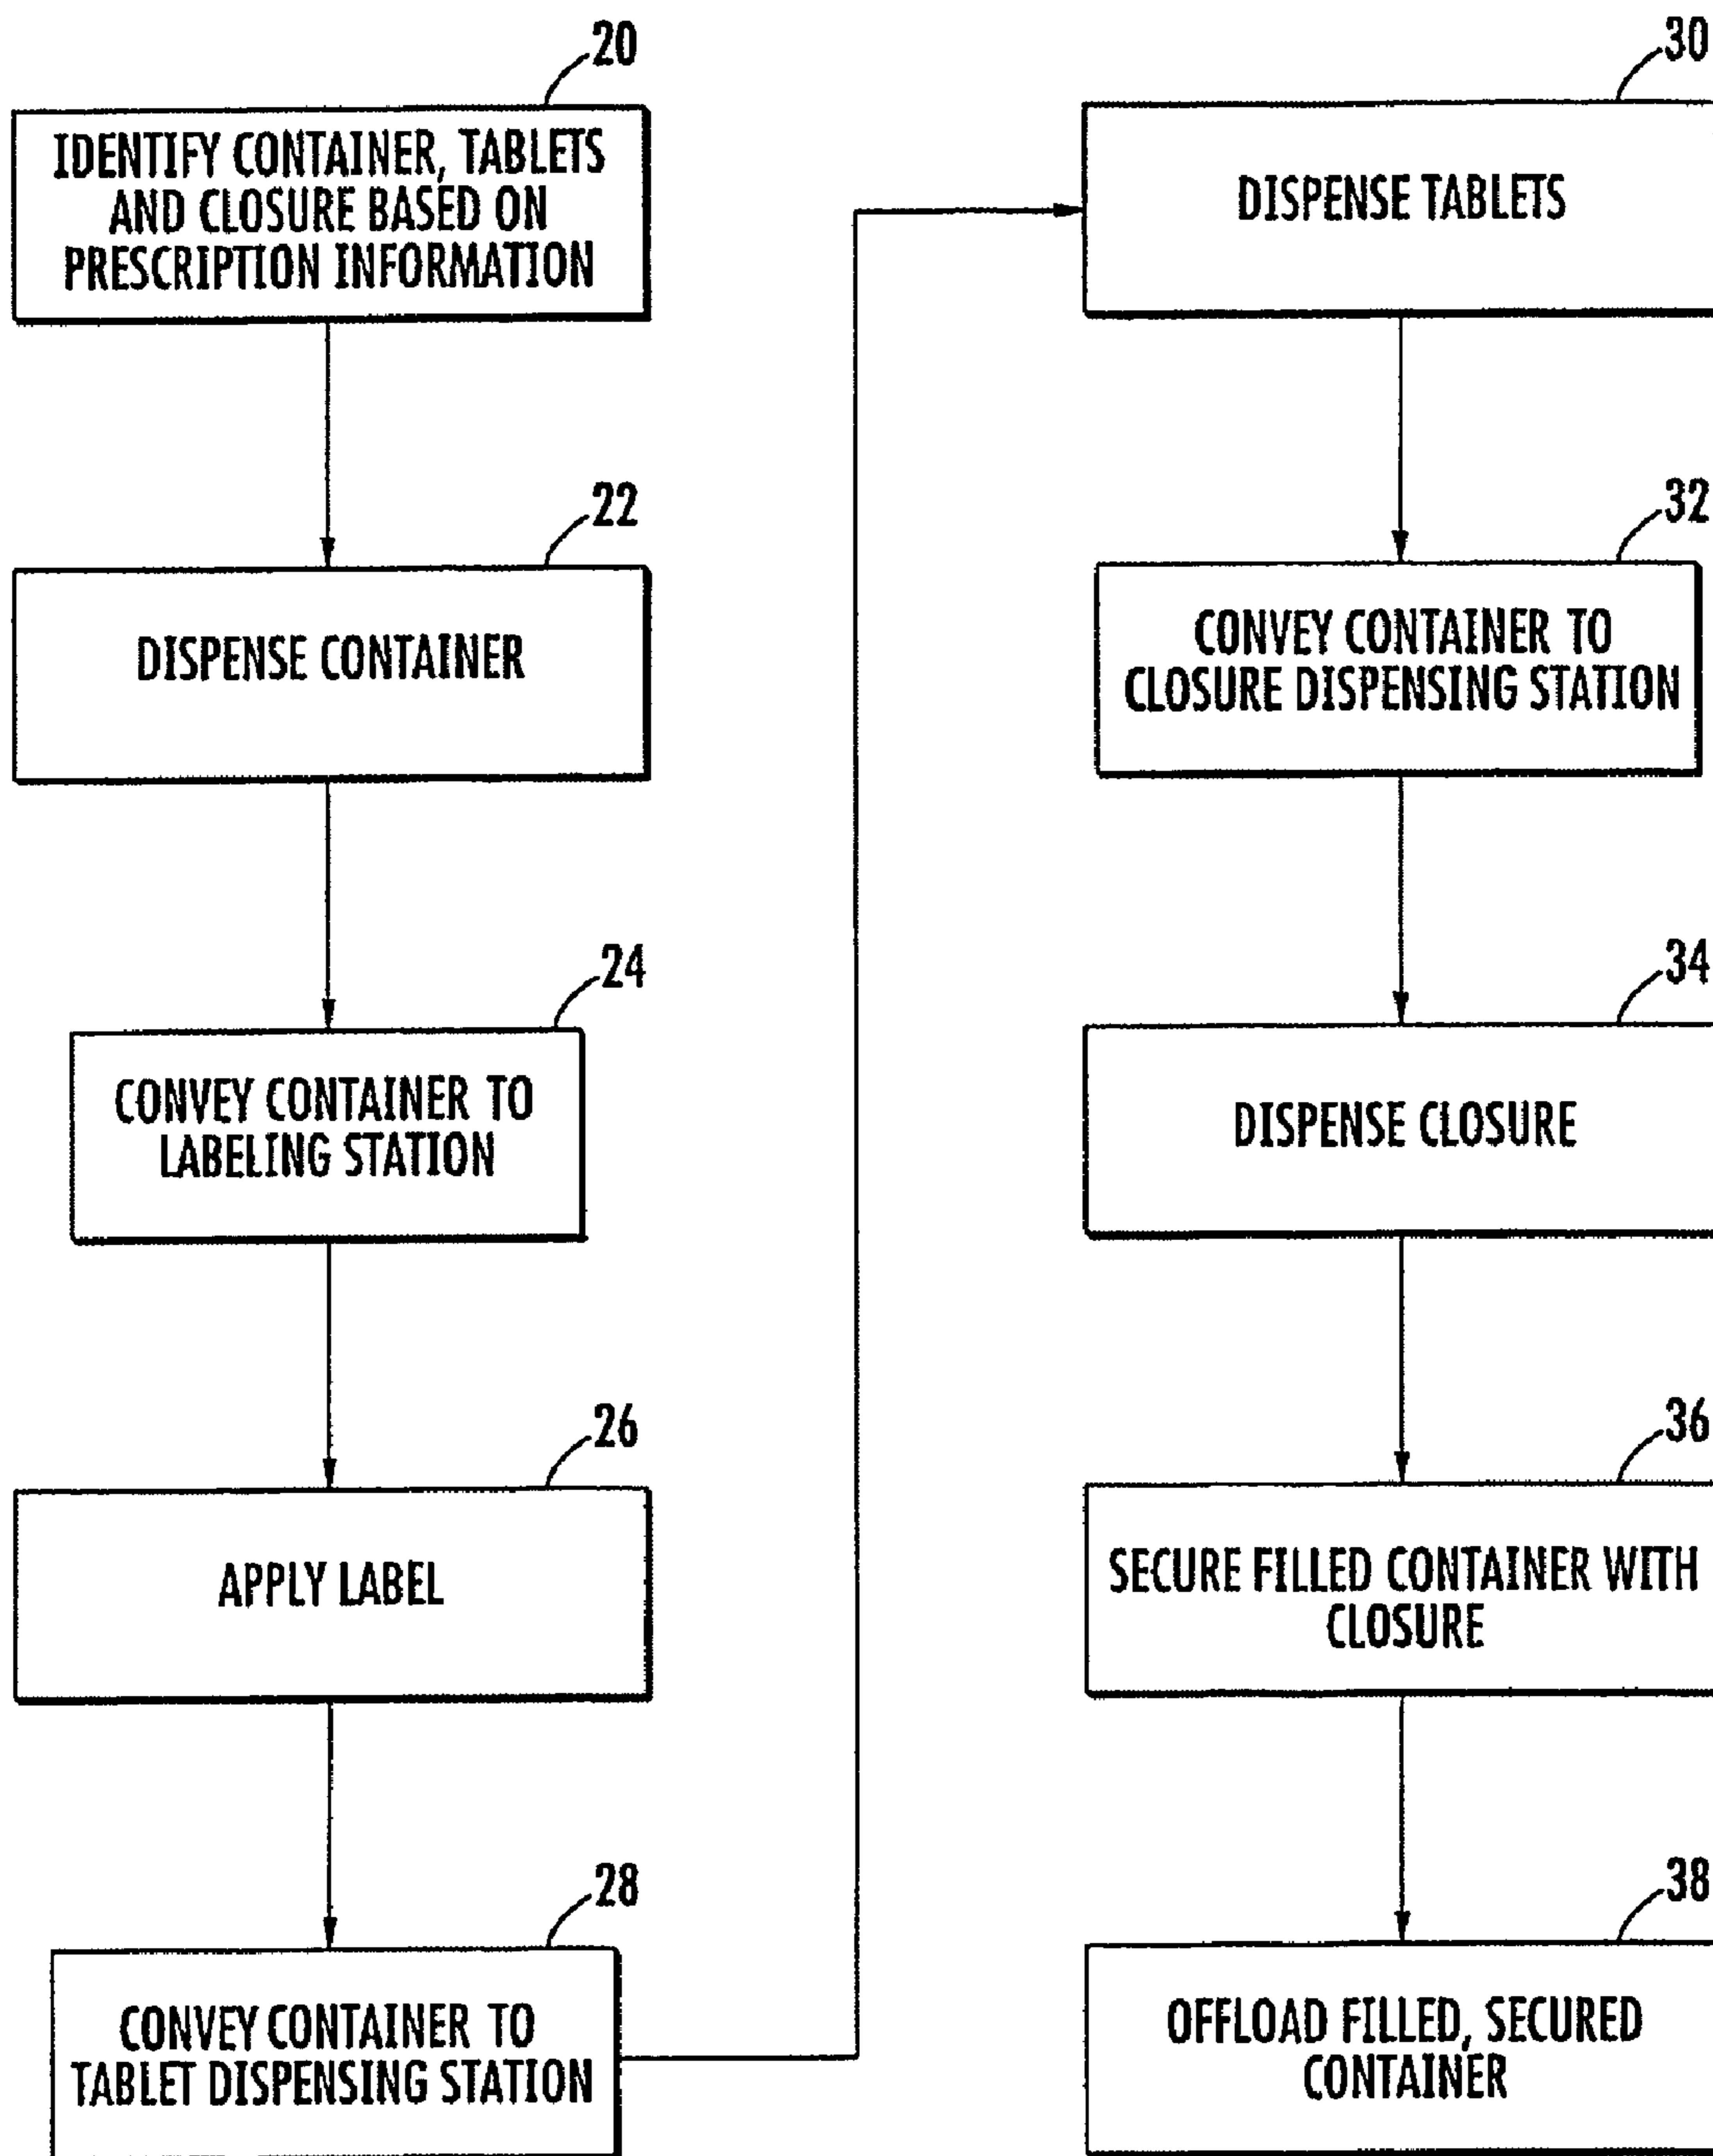 20
IDENTIFY CONTAINER, TABLETS
AND CLOSURE BASED ON
PRESCRIPTION INFORMATION
22
DISPENSE CONTAINER
24
CONVEY CONTAINER TO
LABELING STATION
26
APPLY LABEL
28
CONVEY CONTAINER TO
TABLET DISPENSING STATION
30
DISPENSE TABLETS
32
CONVEY CONTAINER TO
CLOSURE DISPENSING STATION
34
DISPENSE CLOSURE
36
SECURE FILLED CONTAINER WITH
CLOSURE
38
OFFLOAD FILLED, SECURED
CONTAINER